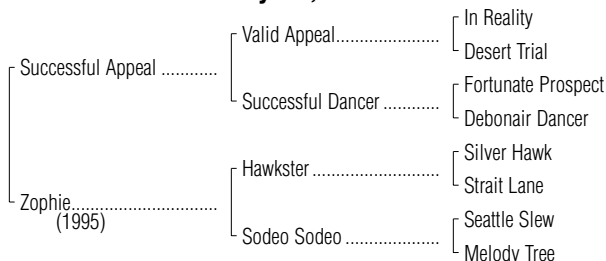 In Reality
Valid Appeal
Desert Trial
Successful Appeal
Fortunate Prospect
Successful Dancer
Debonair Dancer
Silver Hawk
Hawkster
Strait Lane
Zophie
(1995)
Seattle Slew
Sodeo Sodeo
Melody Tree